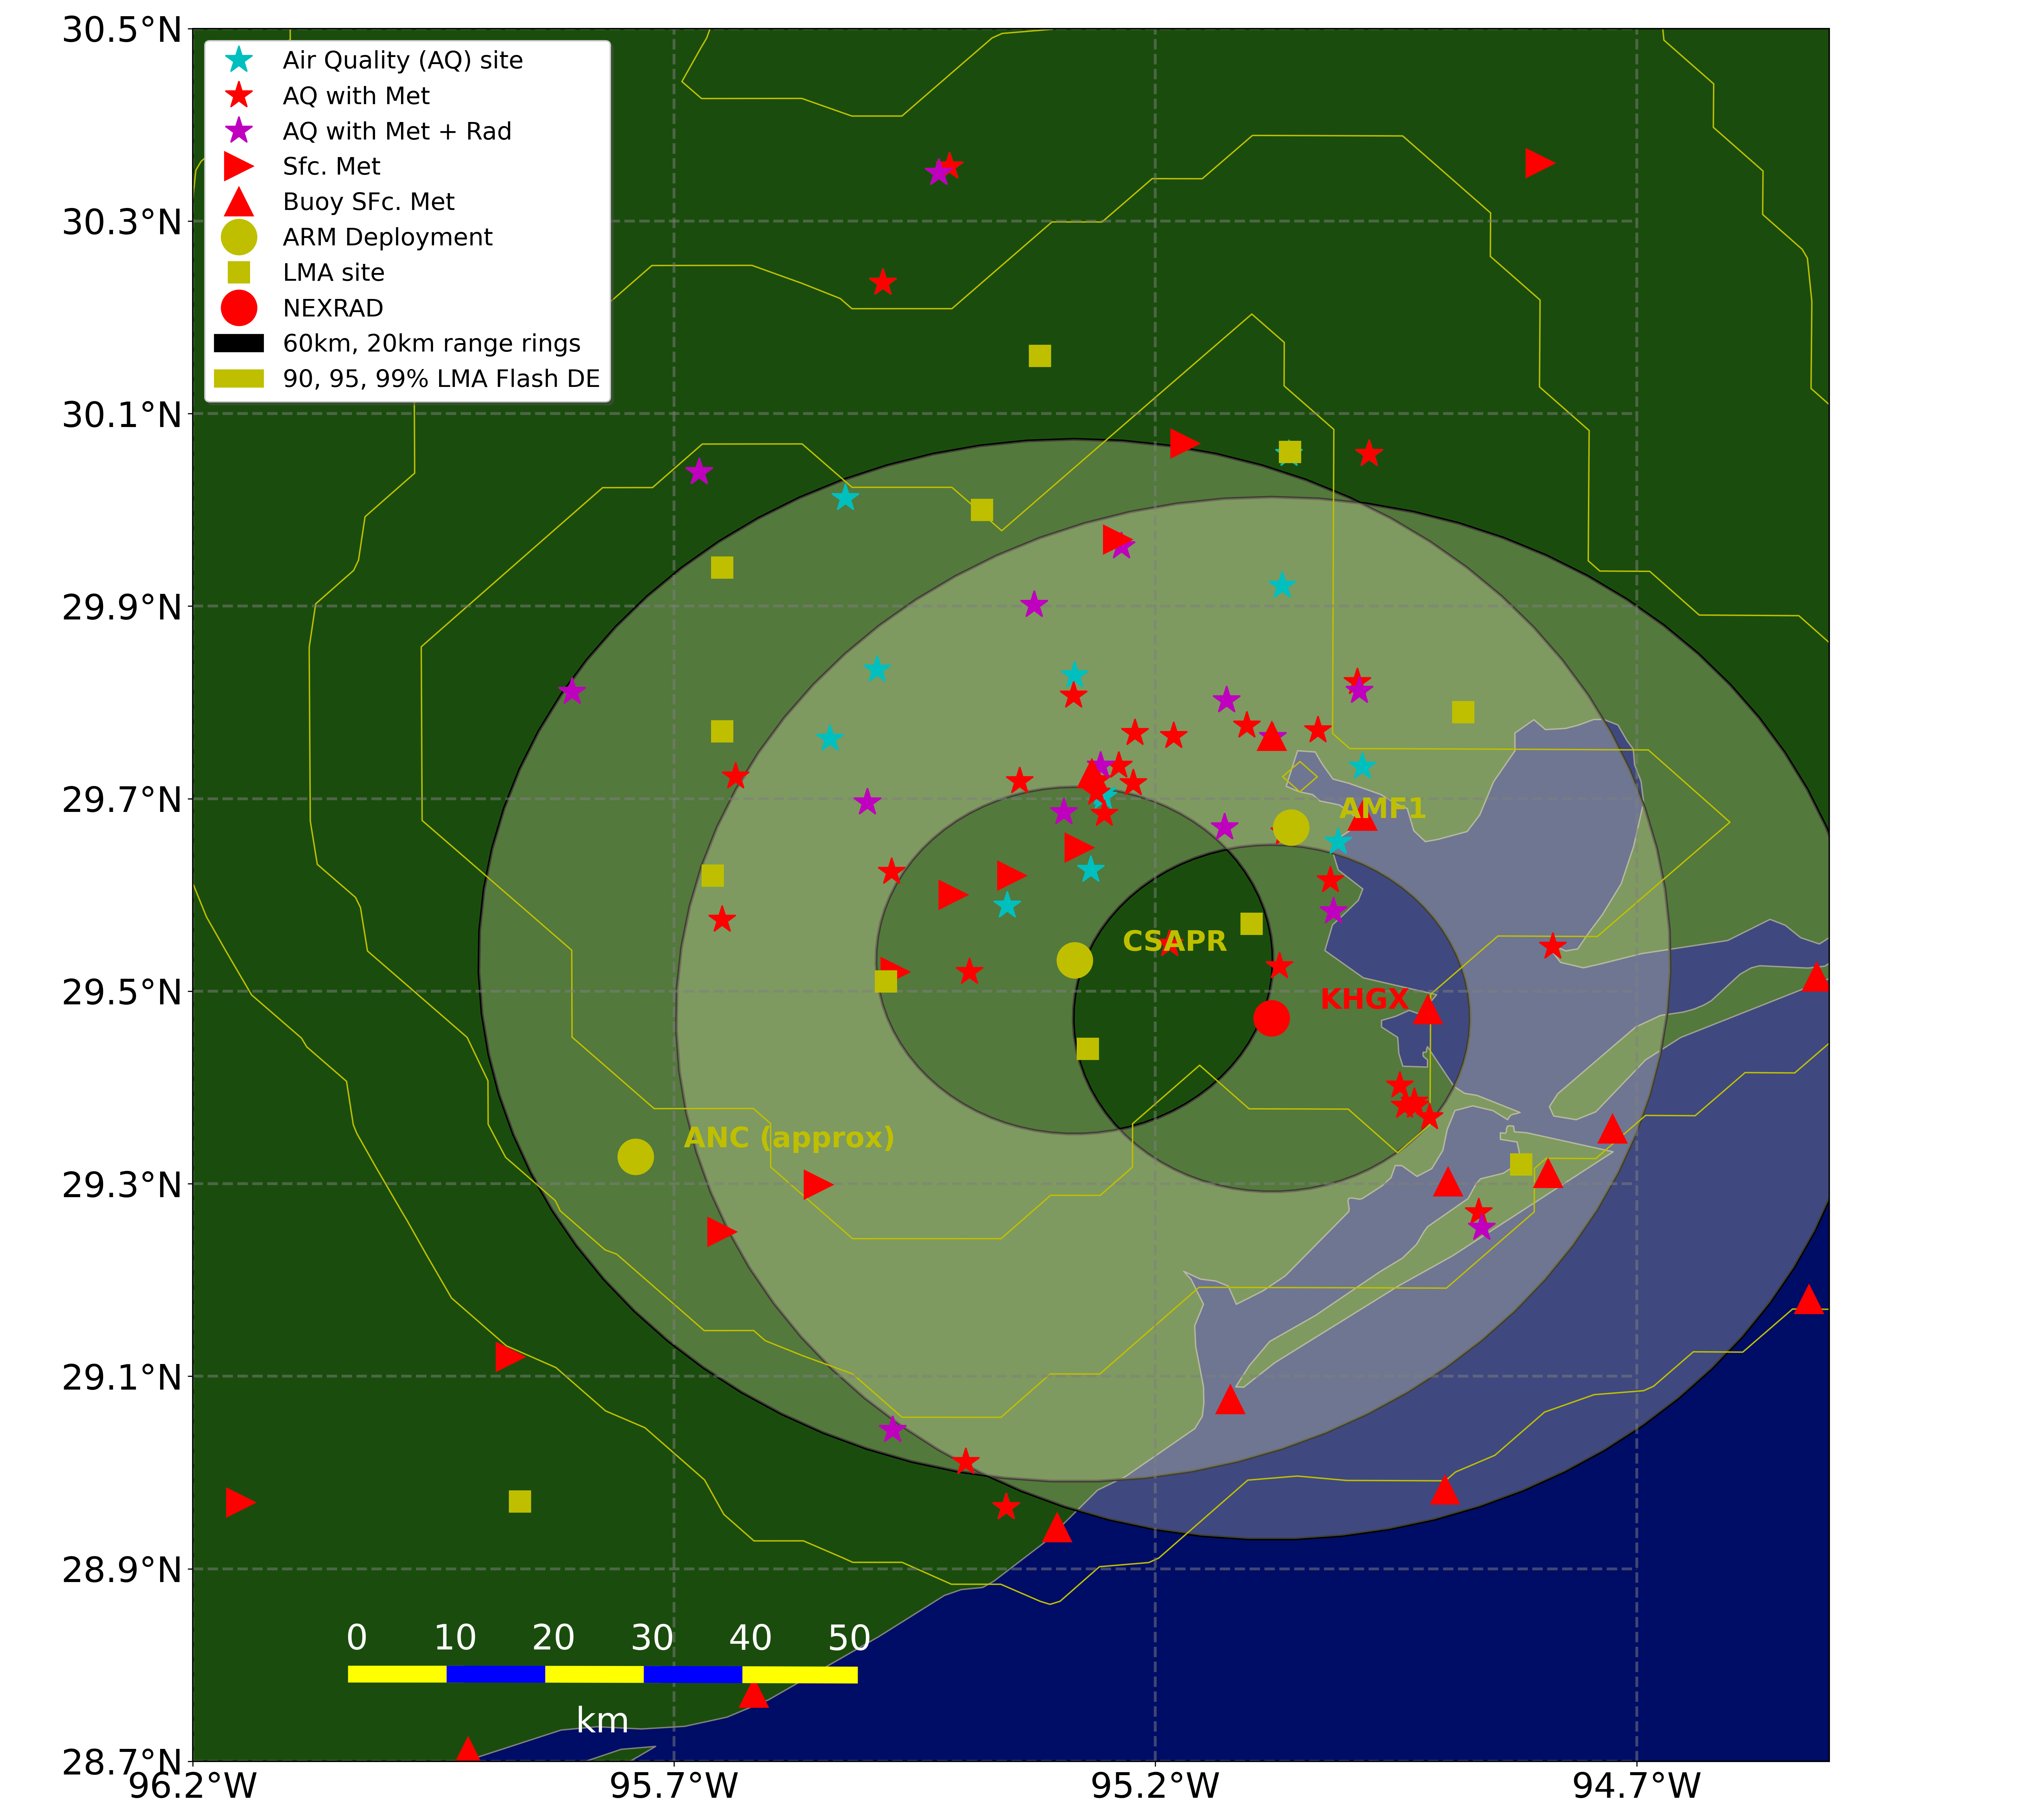 30.5°N
30.3°N
30.1°N
29.9°N
29.7°N
29.5°N
29.3°N
29.1°N
28.9°N
28.7°N
Air Quality (AQ) site
AQ with Met
AQ with Met + Rad
Sfc. Met
Buoy SFc. Met
ARM Deployment
LMA site
NEXRAD
60km, 20km range rings
90, 95, 99% LMA Flash DE
AMF1
CSAPR
KHGX
ANC (approx)
0 10 20 30 40 50
km
96.2°W 95.7°W 95.2°W 94.7°W